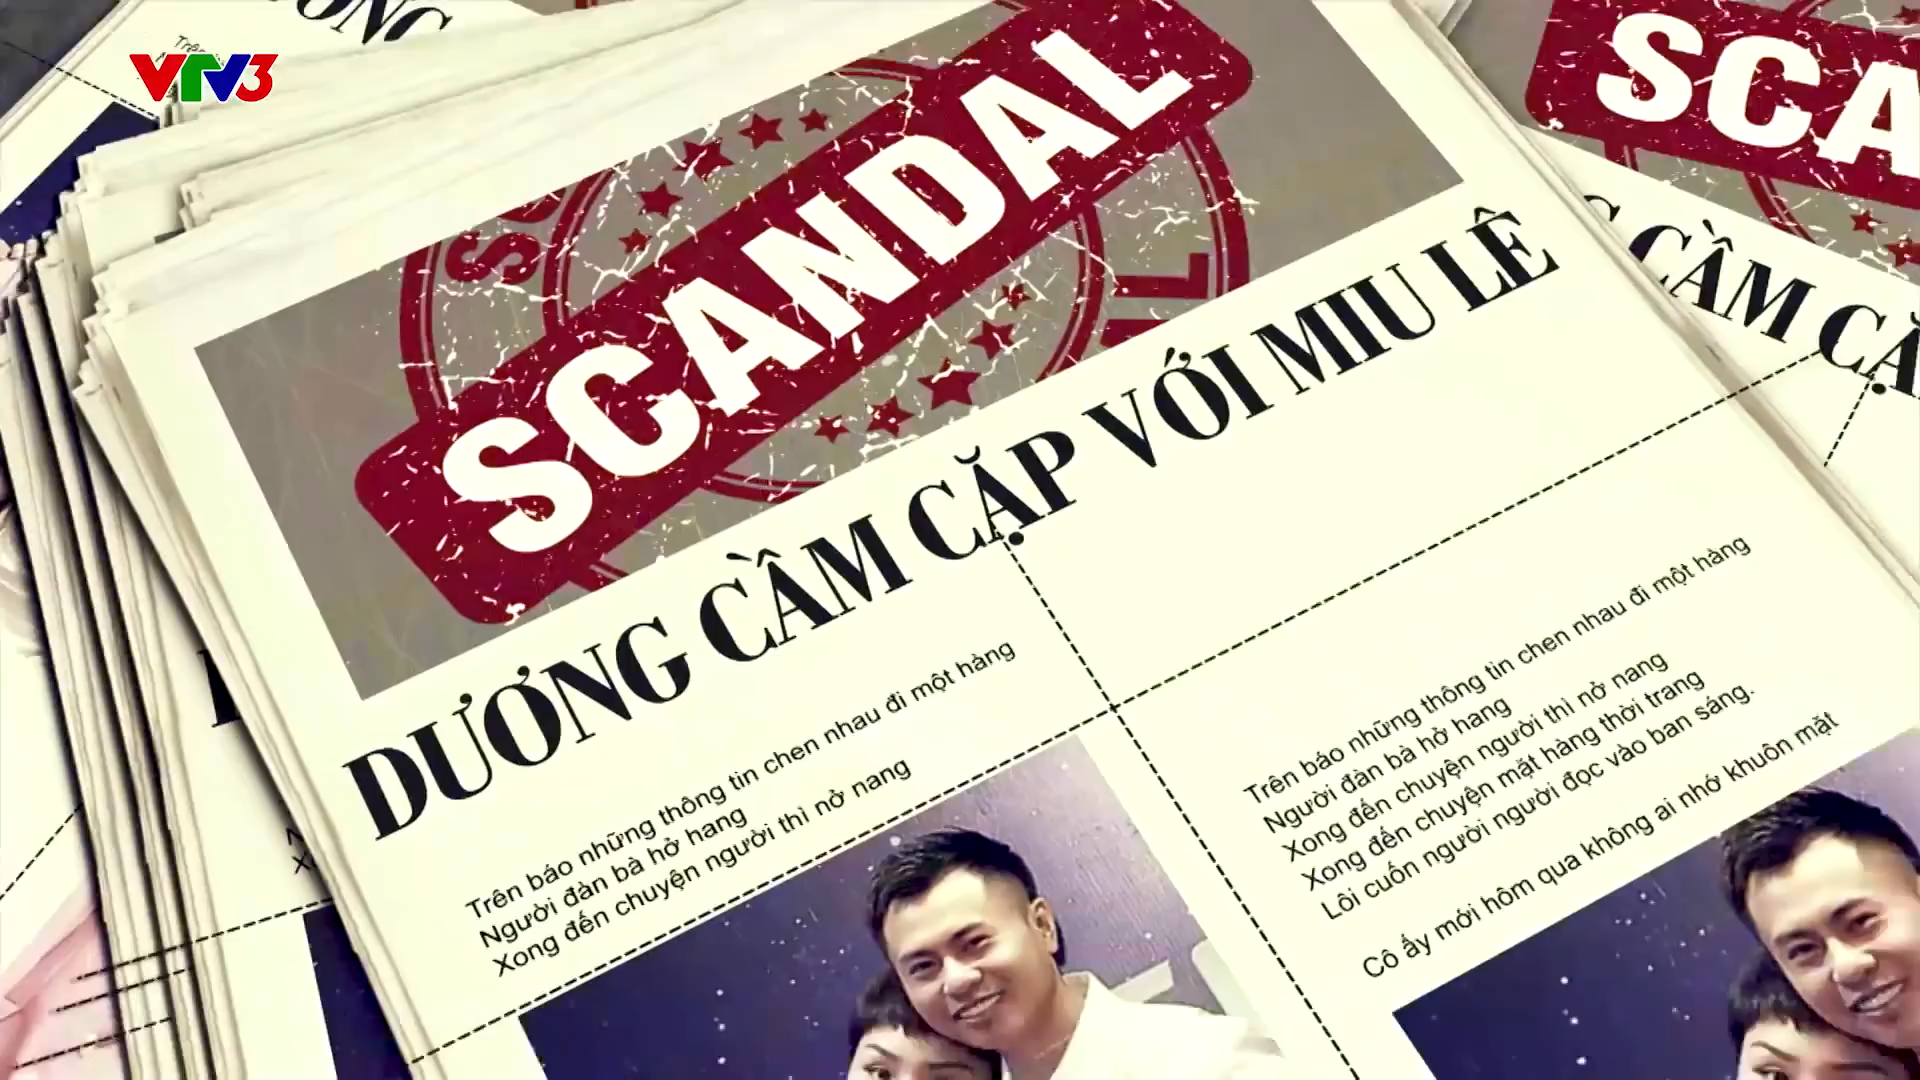 VTV3
SCANDAL
DƯƠNG CẦM CẶP VỚI MIU LÊ
Trên báo những thông tin chen nhau đi một hàng
Người đàn bà hở hang
Xong đến chuyện người thì nở nang
Trên báo những thông tin chen nhau đi một hàng
Người đàn bà hở hang
Xong đến chuyện người thì nở nang
Xong đến chuyện mặt hàng thời trang
Lôi cuốn người người đọc vào ban sáng.
Cô ấy mới hôm qua không ai nhớ khuôn mặt
SCA
CẦM CẶ